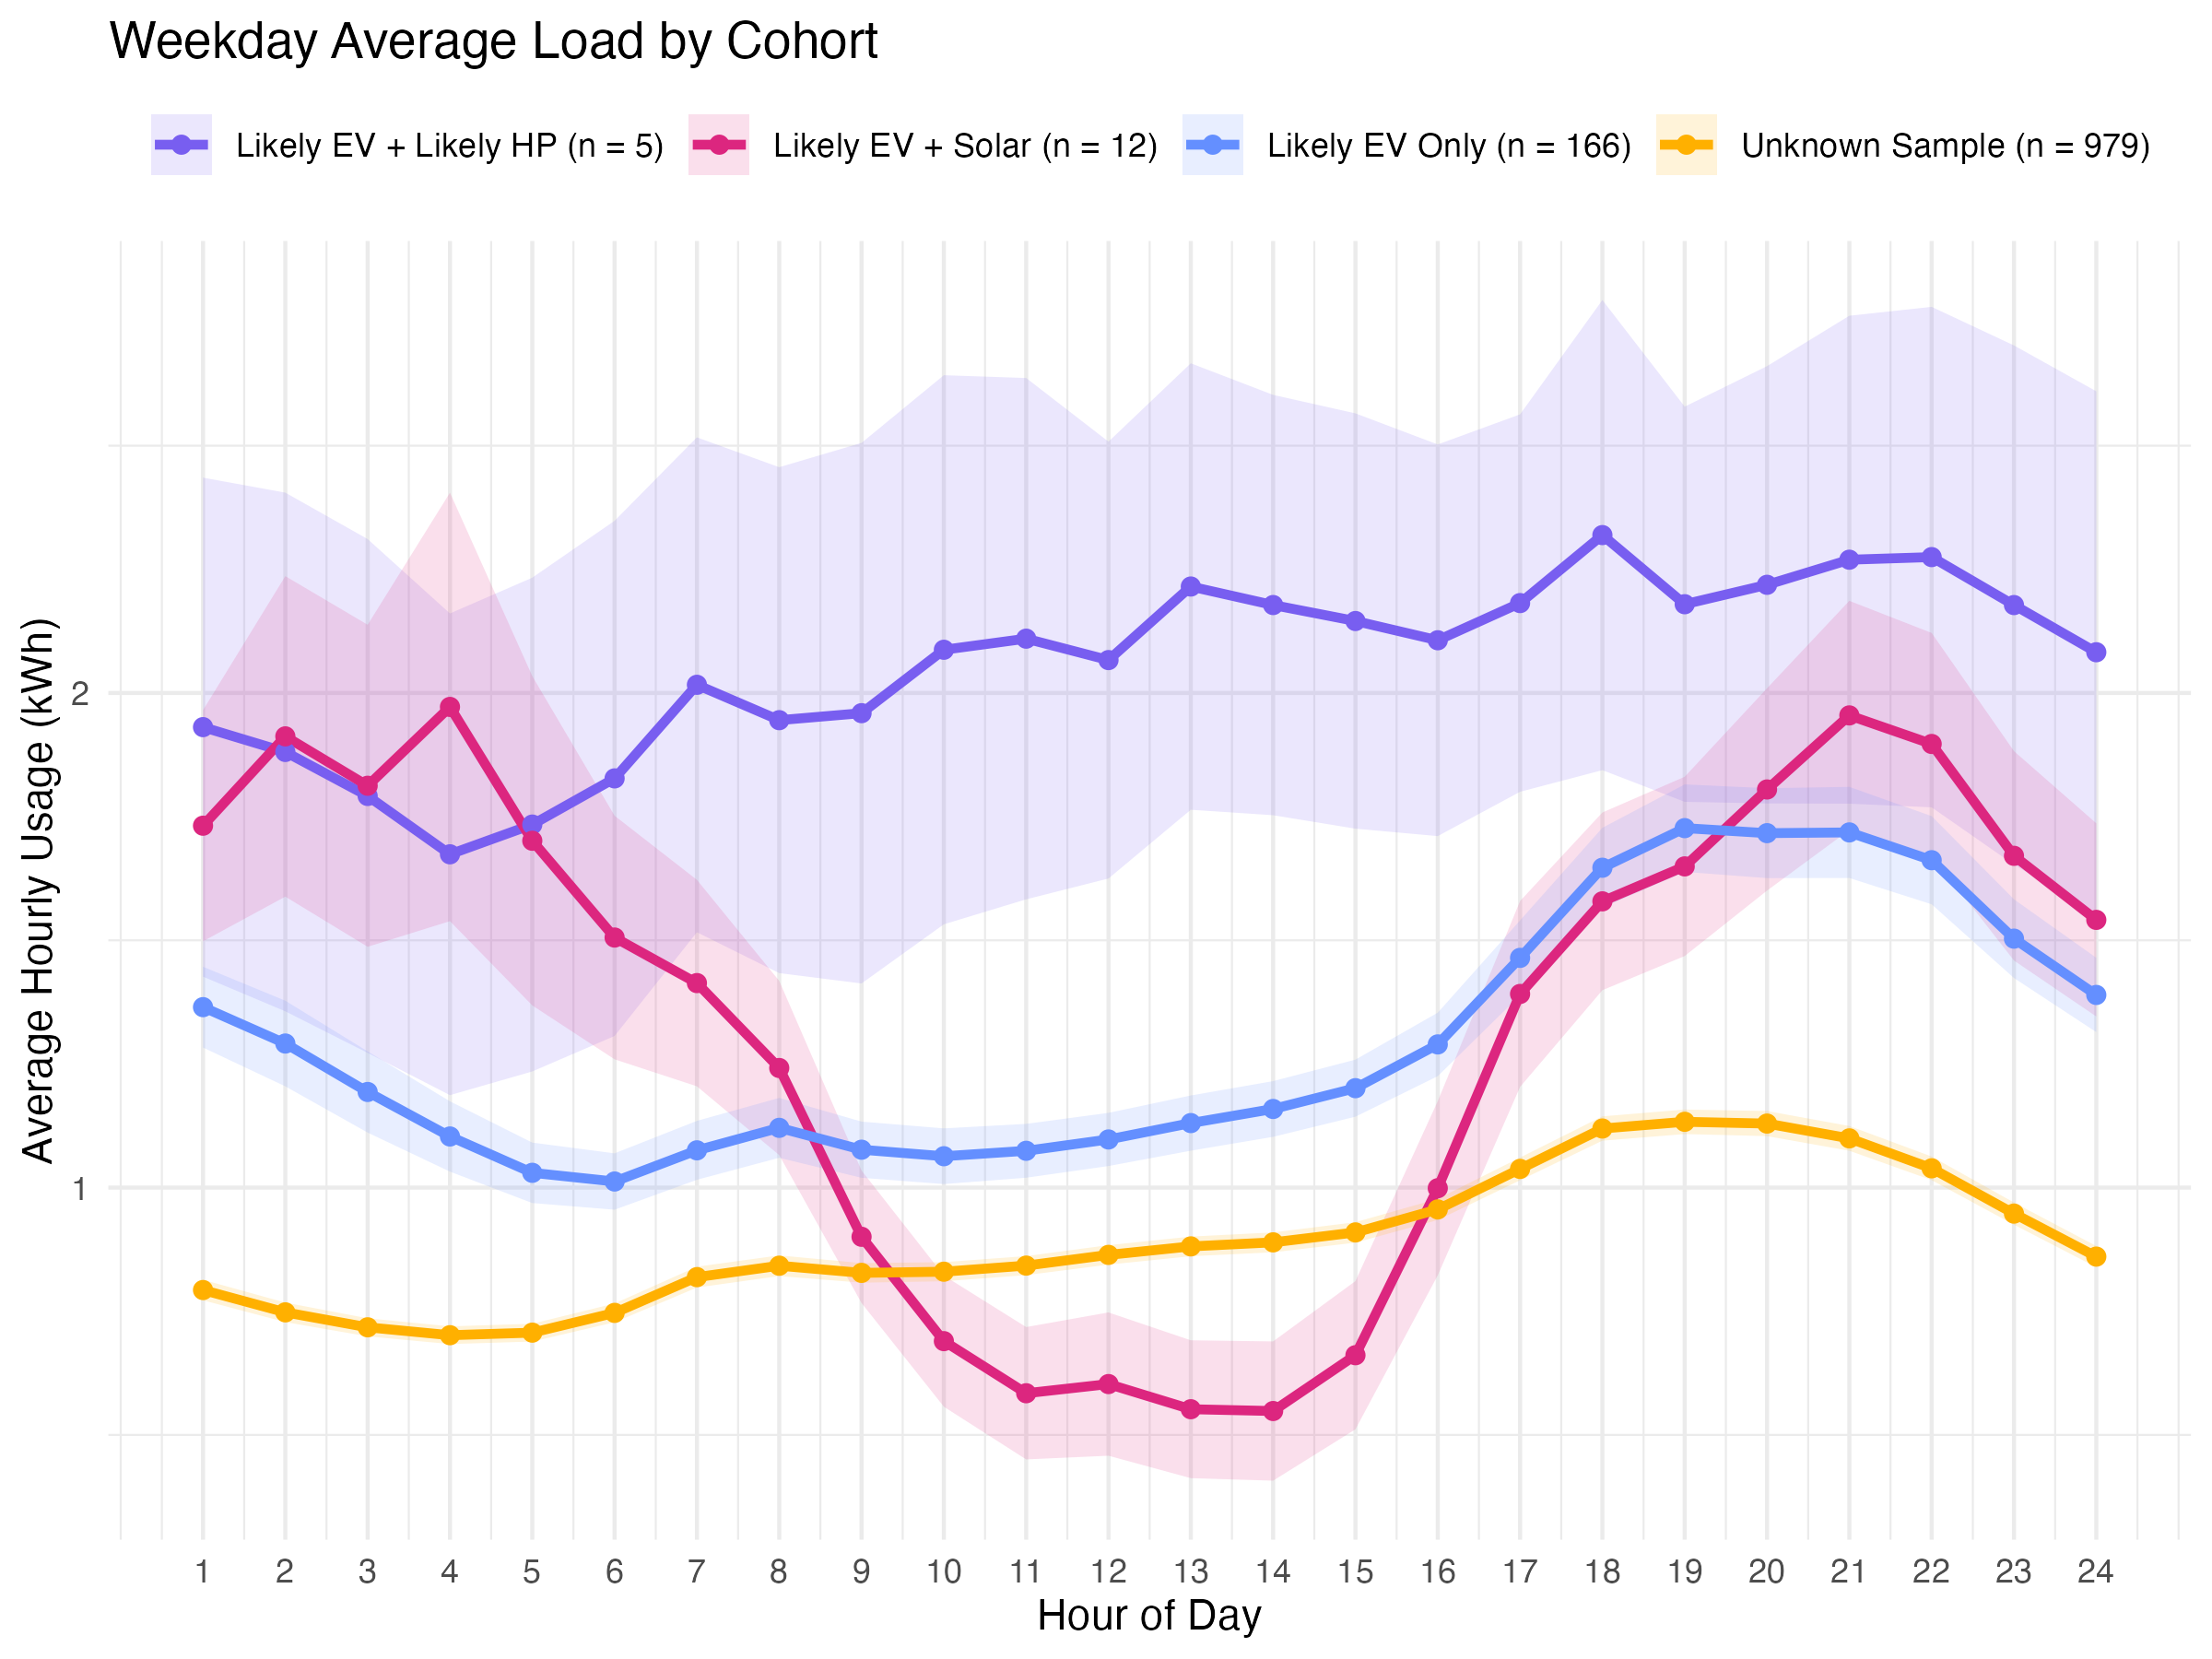 Weekday Average Load by Cohort
Likely EV + Likely HP (n = 5) Likely EV + Solar (n = 12) Likely EV Only (n = 166) Unknown Sample (n = 979)
Average Hourly Usage (kWh)
2
1
1 2 3 4 5 6 7 8 9 10 11 12 13 14 15 16 17 18 19 20 21 22 23 24
Hour of Day